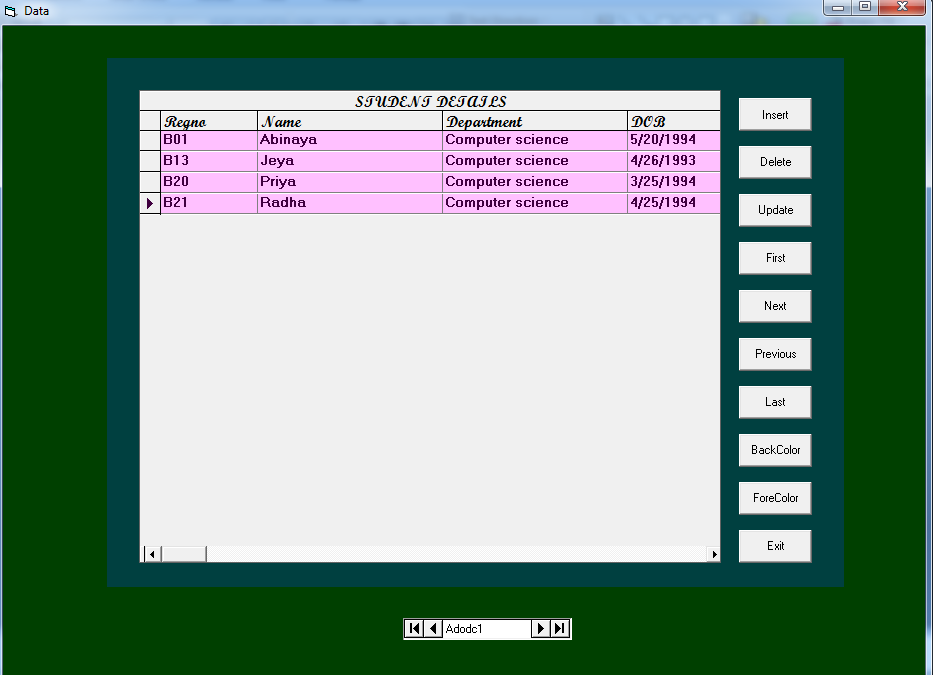 Data
STUDENT DETAILS
Regno Name Department DOB
B01 Abinaya Computer science 5/20/1994
B13 Jeya Computer science 4/26/1993
B20 Priya Computer science 3/25/1994
B21 Radha Computer science 4/25/1994
Insert
Delete
Update
First
Next
Previous
Last
BackColor
ForeColor
Exit
Adodc1